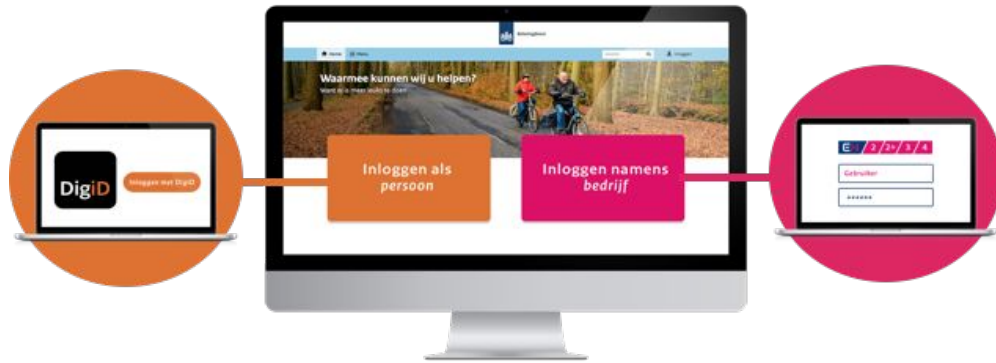 Home Menu Inloggen
Waarmee kunnen wij u helpen?
DigiD
Inloggen met DigiD
Inloggen als
persoon
Inloggen namens
bedrijf
2 2+ 3 4
Gebruiker
******